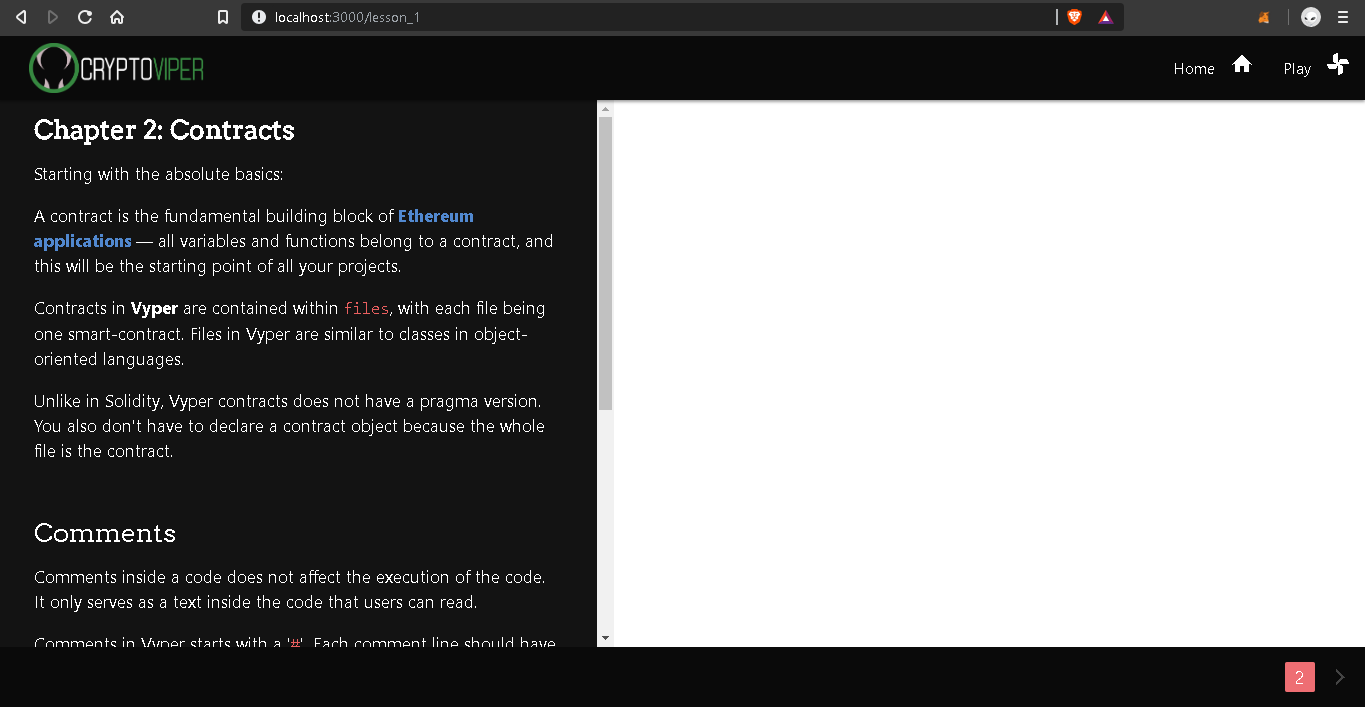 localhost:3000/lesson_1
CRYPTOVIPER
Home
Play
Chapter 2: Contracts
Starting with the absolute basics:
A contract is the fundamental building block of Ethereum
applications — all variables and functions belong to a contract, and
this will be the starting point of all your projects.
Contracts in Vyper are contained within files, with each file being
one smart-contract. Files in Vyper are similar to classes in object-
oriented languages.
Unlike in Solidity, Vyper contracts does not have a pragma version.
You also don't have to declare a contract object because the whole
file is the contract.
Comments
Comments inside a code does not affect the execution of the code.
It only serves as a text inside the code that users can read.
Comments in Vyper starts with a '#'. Each comment line should have
2